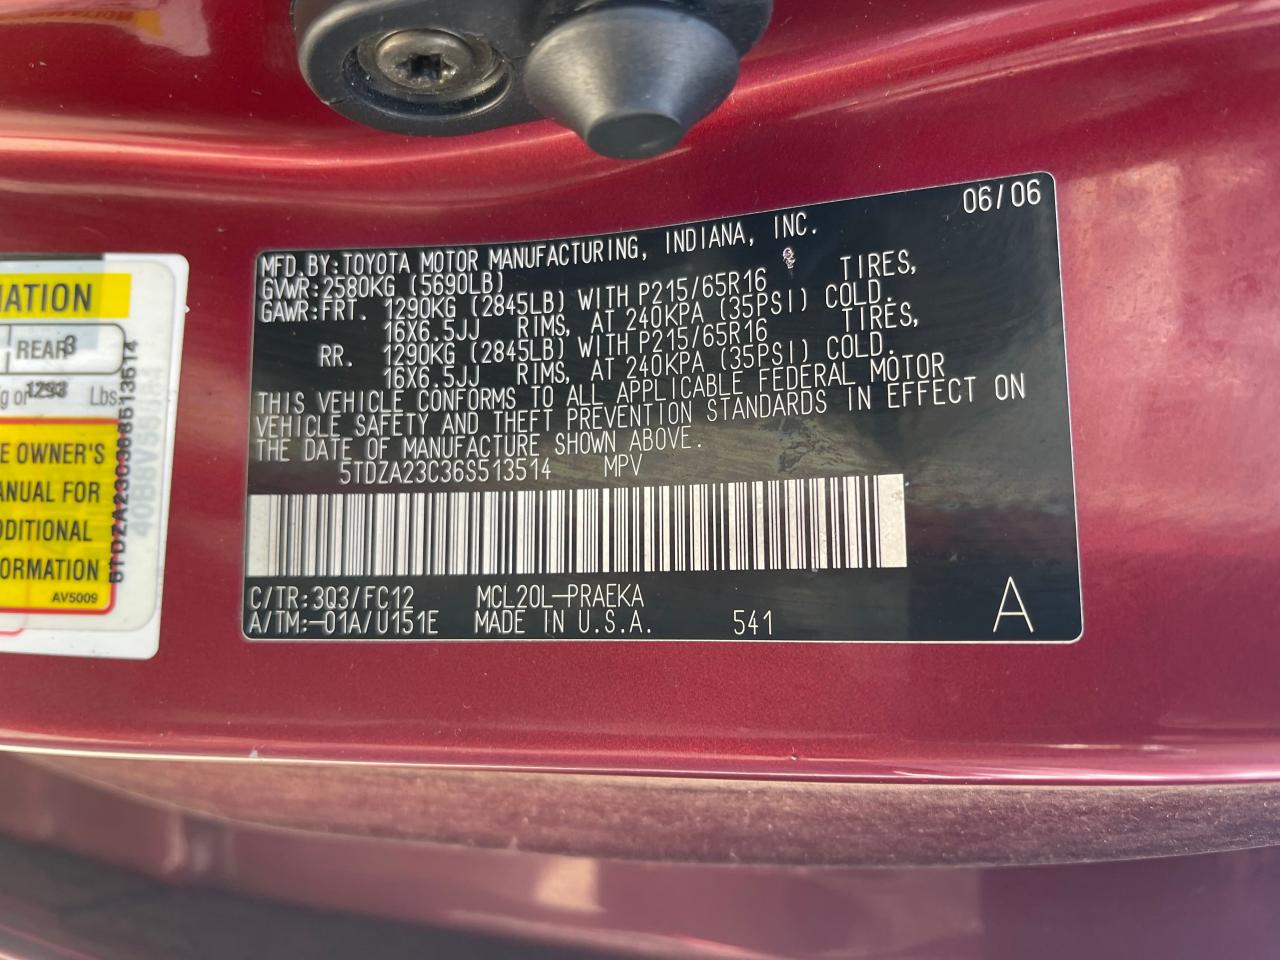 06/06
MFD.BY:TOYOTA MOTOR MANUFACTURING, INDIANA, INC.
GVWR:2580KG (5690LB)
GAWR:FRT. 1290KG (2845LB) WITH P215/65R16 TIRES,
16X6.5JJ RIMS, AT 240KPA (35PSI) COLD.
RR. 1290KG (2845LB) WITH P215/65R16 TIRES,
16X6.5JJ RIMS, AT 240KPA (35PSI) COLD.
THIS VEHICLE CONFORMS TO ALL APPLICABLE FEDERAL MOTOR
VEHICLE SAFETY AND THEFT PREVENTION STANDARDS IN EFFECT ON
THE DATE OF MANUFACTURE SHOWN ABOVE.
5TDZA23C36S513514 MPV
C/TR:3Q3/FC12 MCL20L-PRAEKA
A/TM:-01A/U151E MADE IN U.S.A. 541
A
MATION
REAR 3
g or Lbs
E OWNER'S
ANUAL FOR
DDITIONAL
FORMATION
AV5009
5TDZA23C36S513514